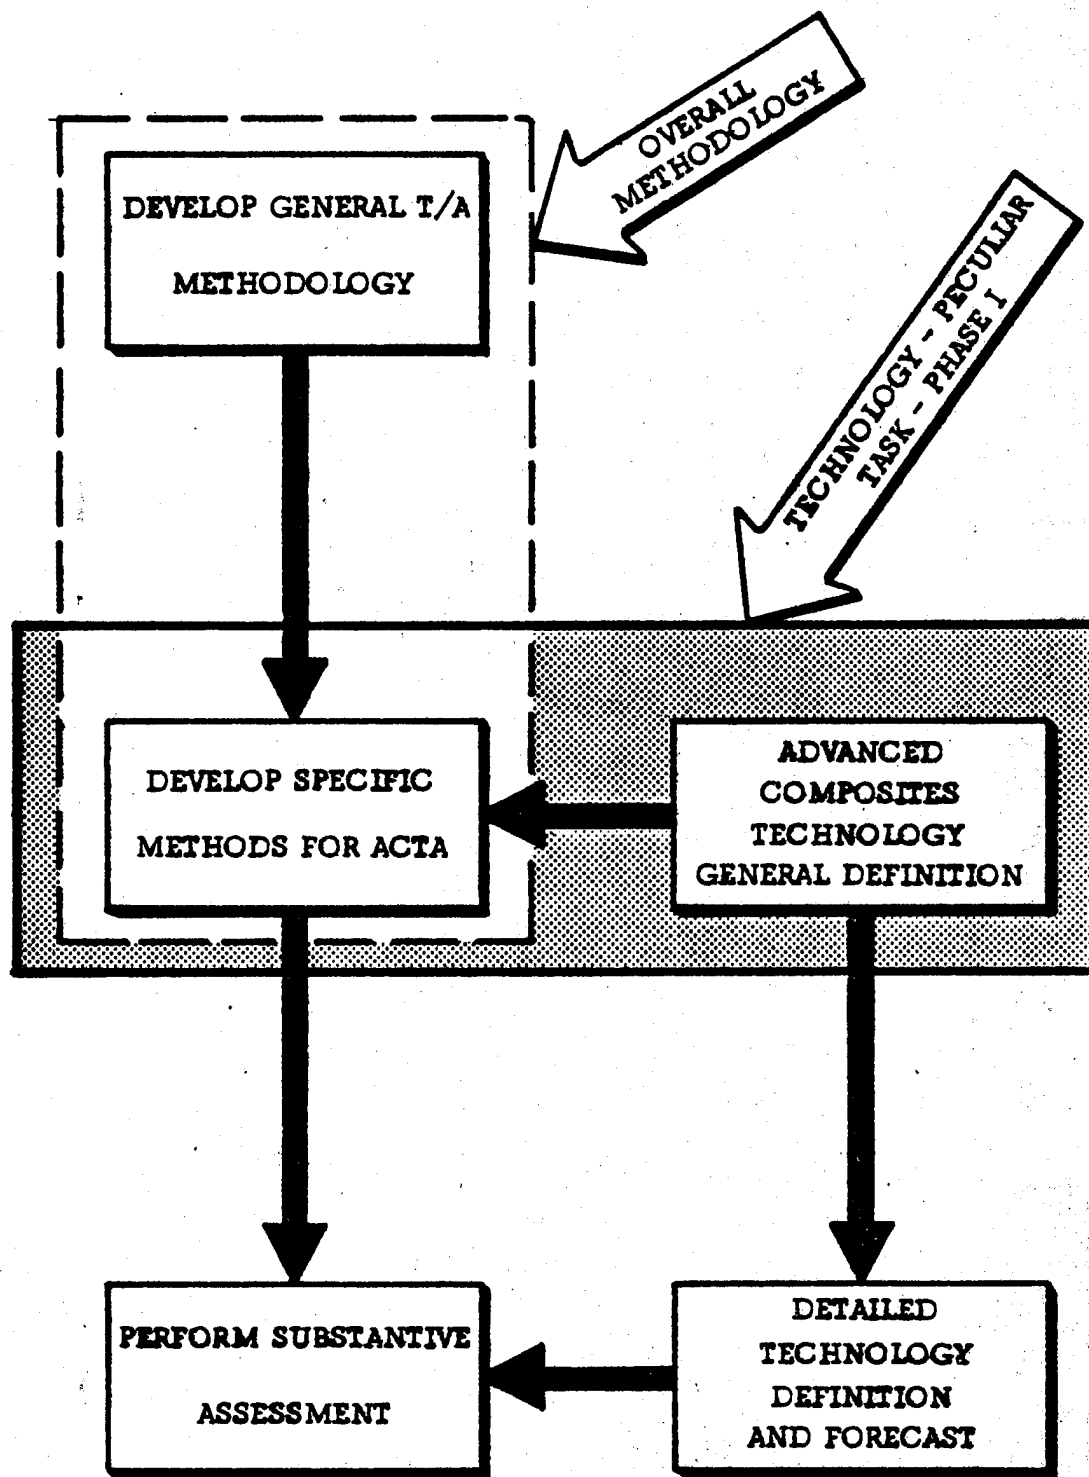 OVERALL
METHODOLOGY
TECHNOLOGY - PECULIAR
TASK - PHASE I
DEVELOP GENERAL T/A
METHODOLOGY
DEVELOP SPECIFIC
METHODS FOR ACTA
ADVANCED
COMPOSITES
TECHNOLOGY
GENERAL DEFINITION
PERFORM SUBSTANTIVE
ASSESSMENT
DETAILED
TECHNOLOGY
DEFINITION
AND FORECAST